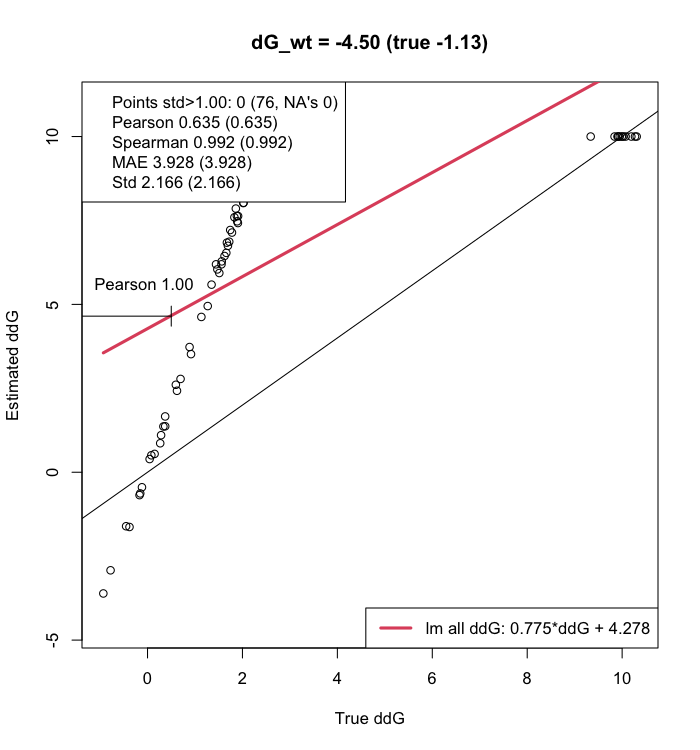 dG_wt = -4.50 (true -1.13)
Points std>1.00: 0 (76, NA's 0)
Pearson 0.635 (0.635)
Spearman 0.992 (0.992)
MAE 3.928 (3.928)
Std 2.166 (2.166)
Pearson 1.00
10
5
0
-5
Estimated ddG
lm all ddG: 0.775*ddG + 4.278
0 2 4 6 8 10
True ddG